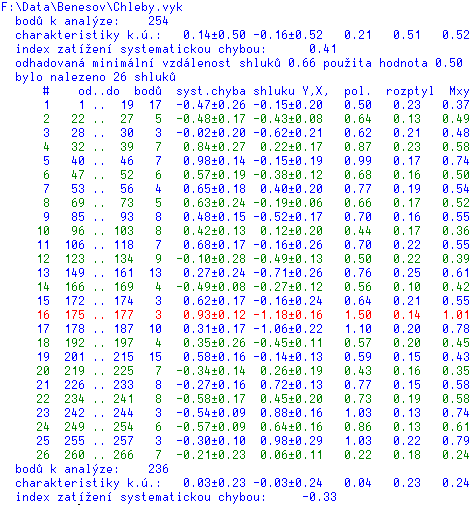 F:\Data\Benesov\Chleby.vyk
bodů k analýze: 254
charakteristiky k.ú.: 0.14±0.50 -0.16±0.52 0.21 0.51 0.52
index zatížení systematickou chybou: 0.41
odhadovaná minimální vzdálenost shluků 0.66 použita hodnota 0.50
bylo nalezeno 26 shluků
# od..do bodů syst.chyba shluku Y,X, pol. rozptyl Mxy
1 1 .. 19 17 -0.47±0.26 -0.15±0.20 0.50 0.23 0.37
2 22 .. 27 5 -0.48±0.17 -0.43±0.08 0.64 0.13 0.49
3 28 .. 30 3 -0.02±0.20 -0.62±0.21 0.62 0.21 0.48
4 32 .. 39 7 0.84±0.27 0.22±0.17 0.87 0.23 0.58
5 40 .. 46 7 0.98±0.14 -0.15±0.19 0.99 0.17 0.74
6 47 .. 52 6 0.57±0.19 -0.38±0.12 0.68 0.16 0.50
7 53 .. 56 4 0.65±0.18 0.40±0.20 0.77 0.19 0.54
8 69 .. 73 5 0.63±0.24 -0.19±0.06 0.66 0.17 0.52
9 85 .. 93 8 0.48±0.15 -0.52±0.17 0.70 0.16 0.55
10 96 .. 103 8 0.42±0.13 0.12±0.20 0.44 0.17 0.36
11 106 .. 118 7 0.68±0.17 -0.16±0.26 0.70 0.22 0.55
12 123 .. 134 9 -0.10±0.28 -0.49±0.13 0.50 0.22 0.39
13 149 .. 161 13 0.27±0.24 -0.71±0.26 0.76 0.25 0.61
14 166 .. 169 4 -0.49±0.08 -0.27±0.12 0.56 0.10 0.42
15 172 .. 174 3 0.62±0.17 -0.16±0.24 0.64 0.21 0.55
16 175 .. 177 3 0.93±0.12 -1.18±0.16 1.50 0.14 1.01
17 178 .. 187 10 0.31±0.17 -1.06±0.22 1.10 0.20 0.78
18 192 .. 197 4 0.35±0.26 -0.45±0.11 0.57 0.20 0.45
19 201 .. 215 15 0.58±0.16 -0.14±0.13 0.59 0.15 0.43
20 219 .. 225 7 -0.34±0.14 0.26±0.19 0.43 0.16 0.35
21 226 .. 233 8 -0.27±0.16 0.72±0.13 0.77 0.15 0.58
22 234 .. 241 8 -0.58±0.17 0.45±0.20 0.73 0.19 0.58
23 242 .. 244 3 -0.54±0.09 0.88±0.16 1.03 0.13 0.74
24 249 .. 254 6 -0.57±0.09 0.64±0.16 0.86 0.13 0.61
25 255 .. 257 3 -0.30±0.10 0.98±0.29 1.03 0.22 0.79
26 260 .. 266 7 -0.21±0.23 0.06±0.11 0.22 0.18 0.24
bodů k analýze: 236
charakteristiky k.ú.: 0.03±0.23 -0.03±0.24 0.04 0.23 0.24
index zatížení systematickou chybou: -0.33